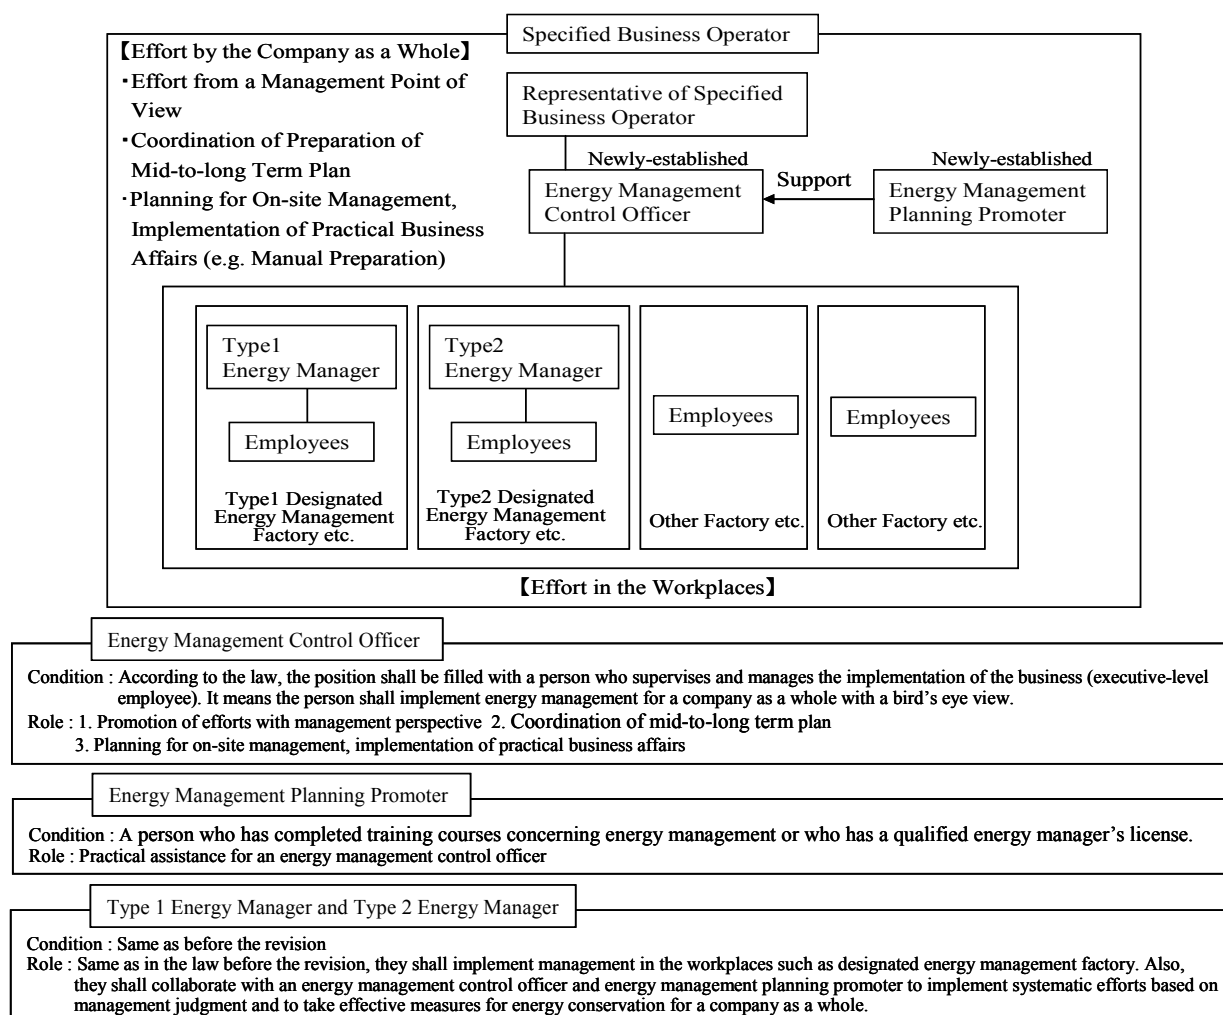 Specified Business Operator
【Effort by the Company as a Whole】
・Effort from a Management Point of
View
・Coordination of Preparation of
Mid-to-long Term Plan
・Planning for On-site Management,
Implementation of Practical Business
Affairs (e.g. Manual Preparation)
Representative of Specified
Business Operator
Newly-established
Energy Management
Control Officer
Support
Newly-established
Energy Management
Planning Promoter
Type1
Energy Manager
Employees
Type1 Designated
Energy Management
Factory etc.
Type2
Energy Manager
Employees
Type2 Designated
Energy Management
Factory etc.
Employees
Other Factory etc.
Employees
Other Factory etc.
【Effort in the Workplaces】
Energy Management Control Officer
Condition : According to the law, the position shall be filled with a person who supervises and manages the implementation of the business (executive-level
employee). It means the person shall implement energy management for a company as a whole with a bird's eye view.
Role : 1. Promotion of efforts with management perspective 2. Coordination of mid-to-long term plan
3. Planning for on-site management, implementation of practical business affairs
Energy Management Planning Promoter
Condition : A person who has completed training courses concerning energy management or who has a qualified energy manager's license.
Role : Practical assistance for an energy management control officer
Type 1 Energy Manager and Type 2 Energy Manager
Condition : Same as before the revision
Role : Same as in the law before the revision, they shall implement management in the workplaces such as designated energy management factory. Also,
they shall collaborate with an energy management control officer and energy management planning promoter to implement systematic efforts based on
management judgment and to take effective measures for energy conservation for a company as a whole.